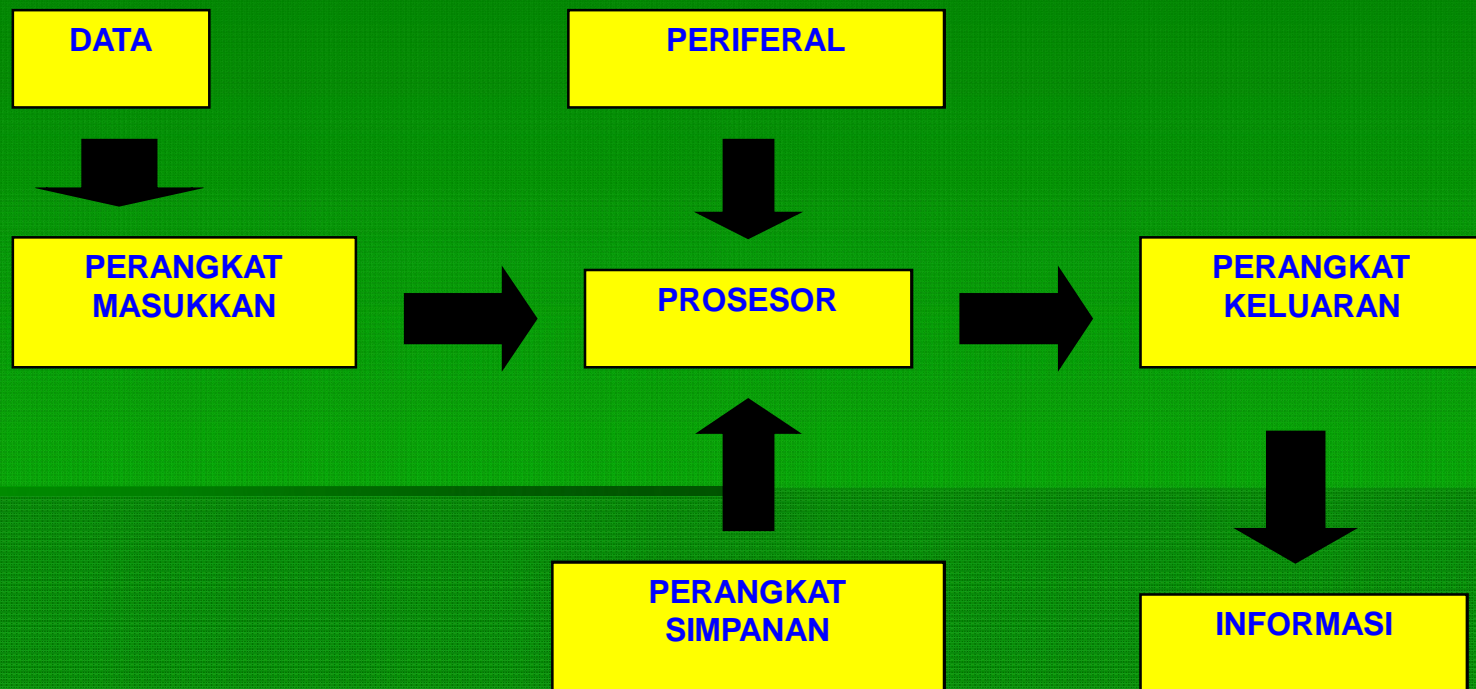 DATA
PERIFERAL
PERANGKAT
MASUKKAN
PROSESOR
PERANGKAT
KELUARAN
PERANGKAT
SIMPANAN
INFORMASI